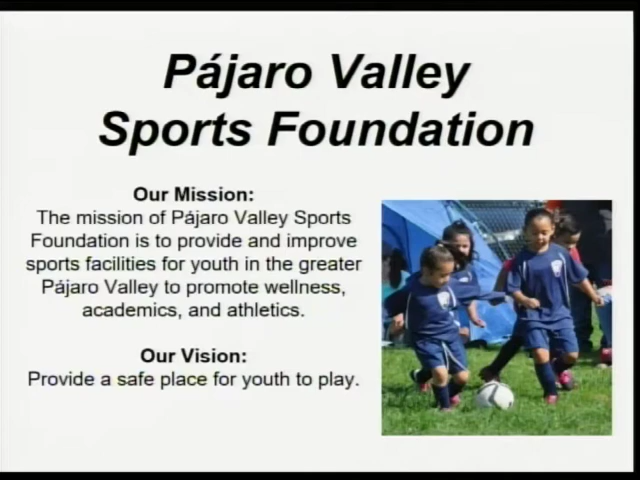 Pájaro Valley
Sports Foundation
Our Mission:
The mission of Pájaro Valley Sports
Foundation is to provide and improve
sports facilities for youth in the greater
Pájaro Valley to promote wellness,
academics, and athletics.
Our Vision:
Provide a safe place for youth to play.